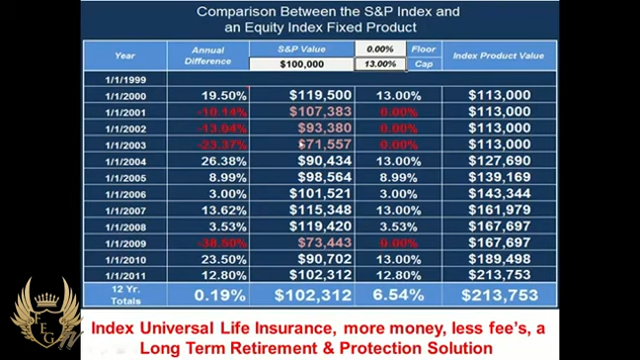 Comparison Between the S&P Index and
an Equity Index Fixed Product
Year Annual Difference S&P Value 0.00% Floor Index Product Value
$100,000 13.00% Cap
1/1/1999
1/1/2000 19.50% $119,500 13.00% $113,000
1/1/2001 -10.14% $107,383 0.00% $113,000
1/1/2002 -13.04% $93,380 0.00% $113,000
1/1/2003 -23.37% $71,557 0.00% $113,000
1/1/2004 26.38% $90,434 13.00% $127,690
1/1/2005 8.99% $98,564 8.99% $139,169
1/1/2006 3.00% $101,521 3.00% $143,344
1/1/2007 13.62% $115,348 13.00% $161,979
1/1/2008 3.53% $119,420 3.53% $167,697
1/1/2009 -38.50% $73,443 0.00% $167,697
1/1/2010 23.50% $90,702 13.00% $189,498
1/1/2011 12.80% $102,312 12.80% $213,753
12 Yr. Totals 0.19% $102,312 6.54% $213,753
FEG
Index Universal Life Insurance, more money, less fee's, a
Long Term Retirement & Protection Solution